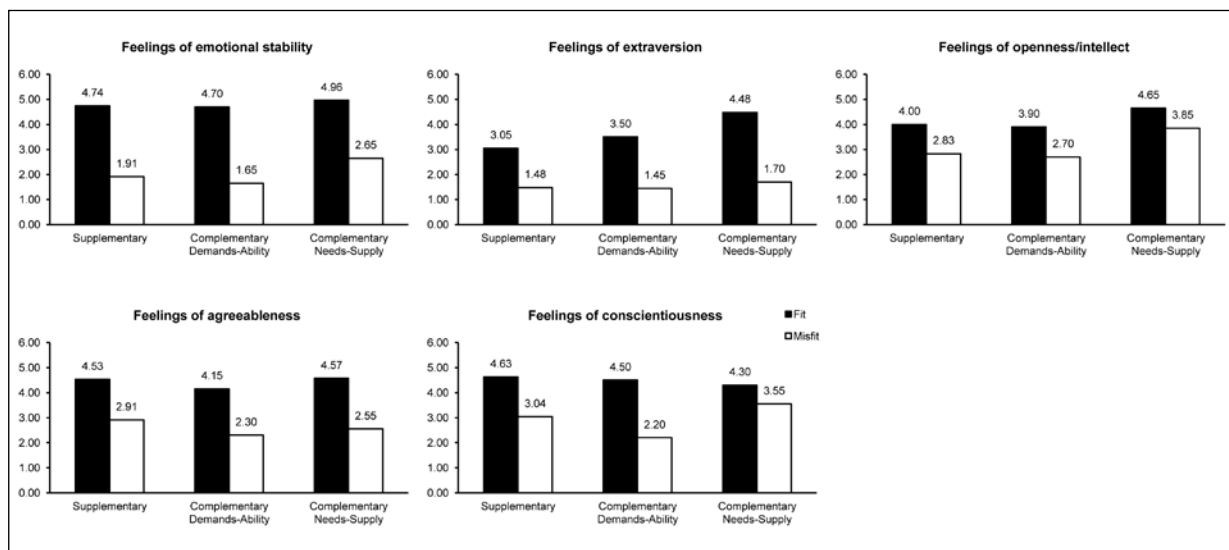 Feelings of emotional stability
6.00
5.00
4.00
3.00
2.00
1.00
0.00
4.74
1.91
4.70
1.65
4.96
2.65
Supplementary
Complementary
Demands-Ability
Complementary
Needs-Supply
Feelings of extraversion
6.00
5.00
4.00
3.00
2.00
1.00
0.00
3.05
1.48
3.50
1.45
4.48
1.70
Supplementary
Complementary
Demands-Ability
Complementary
Needs-Supply
Feelings of openness/intellect
6.00
5.00
4.00
3.00
2.00
1.00
0.00
4.00
2.83
3.90
2.70
4.65
3.85
Supplementary
Complementary
Demands-Ability
Complementary
Needs-Supply
Feelings of agreeableness
6.00
5.00
4.00
3.00
2.00
1.00
0.00
4.53
2.91
4.15
2.30
4.57
2.55
Supplementary
Complementary
Demands-Ability
Complementary
Needs-Supply
Feelings of conscientiousness
6.00
5.00
4.00
3.00
2.00
1.00
0.00
4.63
3.04
4.50
2.20
4.30
3.55
Supplementary
Complementary
Demands-Ability
Complementary
Needs-Supply
Fit
Misfit